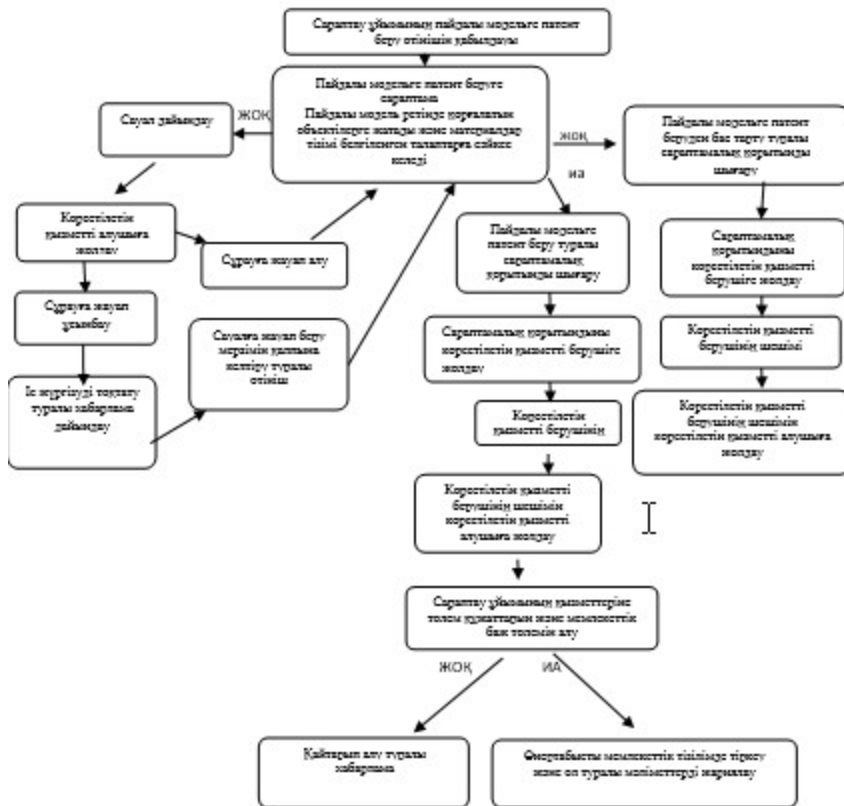 Сараптау ұйымының пайдалы модельге патент
беру өтінішін қабылдауы
Пайдалы модельге патент беруге
сараптама
Пайдалы модель ретінде қорғалатын
объектілерге жатады және материалдар
тізімі белгіленген талаптарға сәйкес
келеді
ЖОҚ
Сауал дайындау
Көрсетілетін
қызметті алушыға
жолдау
Сұрауға жауап алу
Сұрауға жауап
ұсынбау
Іс жүргізуді тоқтату
туралы хабарлама
дайындау
Сауалға жауап беру
мерзімін қалпына
келтіру туралы
өтініш
жоқ
Пайдалы модельге патент
беруден бас тарту туралы
сараптамалық қорытынды
шығару
Сараптамалық
қорытындыны
көрсетілетін қызметті
берушіге жолдау
Көрсетілетін қызметті
берушінің шешімі
Көрсетілетін қызметті
берушінің шешімін
көрсетілетін қызметті алушыға
жолдау
иа
Пайдалы модельге
патент беру туралы
сараптамалық
қорытынды шығару
Сараптамалық қорытындыны
көрсетілетін қызметті берушіге
жолдау
Көрсетілетін
қызметті берушінің
Көрсетілетін қызметті
берушінің шешімін
көрсетілетін қызметті
алушыға жолдау
Сараптау ұйымының қызметтеріне
төлем құжаттарын және мемлекеттік
баж төлемін алу
ЖОҚ
ИА
Қайтарып алу туралы
хабарлама
Өнертабысты мемлекеттік тізілімде тіркеу
және ол туралы мәліметтерді жариялау